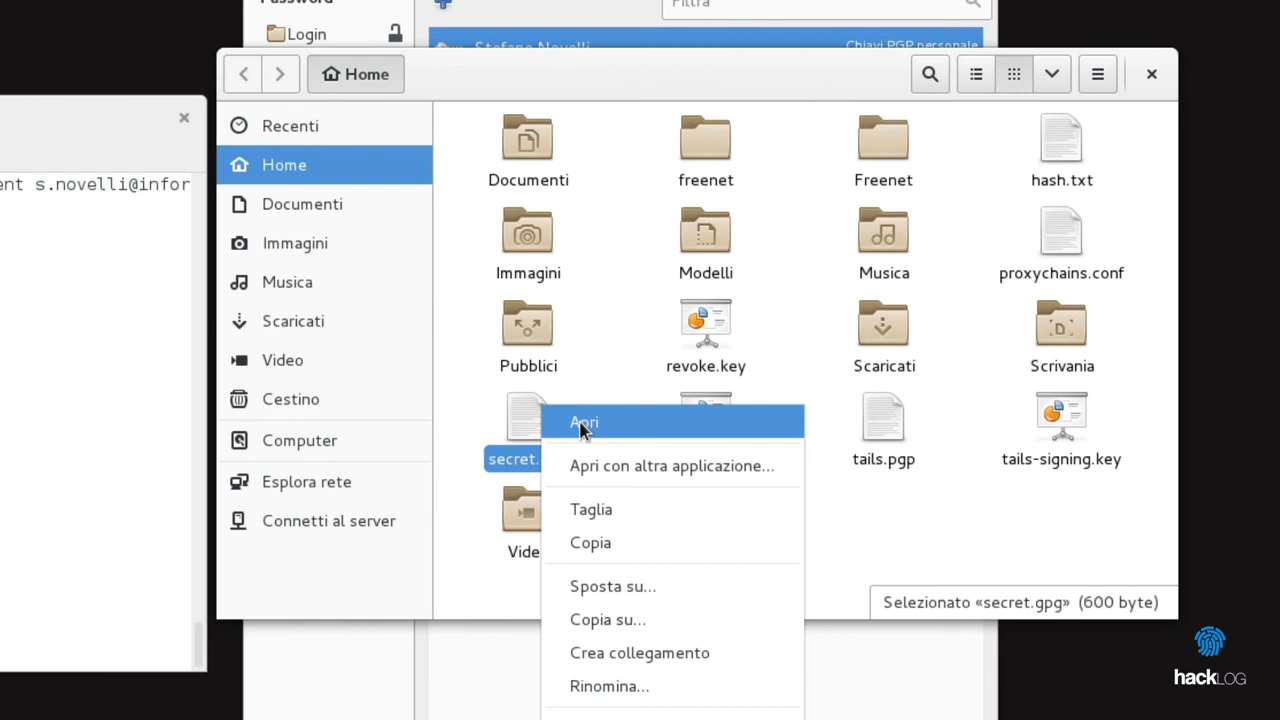 Password
Login
Filtra
Stefano Novelli
Chiavi PGP personale
Home
ent s.novelli@infor
Recenti
Home
Documenti
Immagini
Musica
Scaricati
Video
Cestino
Computer
Esplora rete
Connetti al server
Documenti
freenet
Freenet
hash.txt
Immagini
Modelli
Musica
proxychains.conf
Pubblici
revoke.key
Scaricati
Scrivania
secret.
tails.pgp
tails-signing.key
Vide
Apri
Apri con altra applicazione...
Taglia
Copia
Sposta su...
Copia su...
Crea collegamento
Rinomina...
Selezionato «secret.gpg» (600 byte)
hackLOG